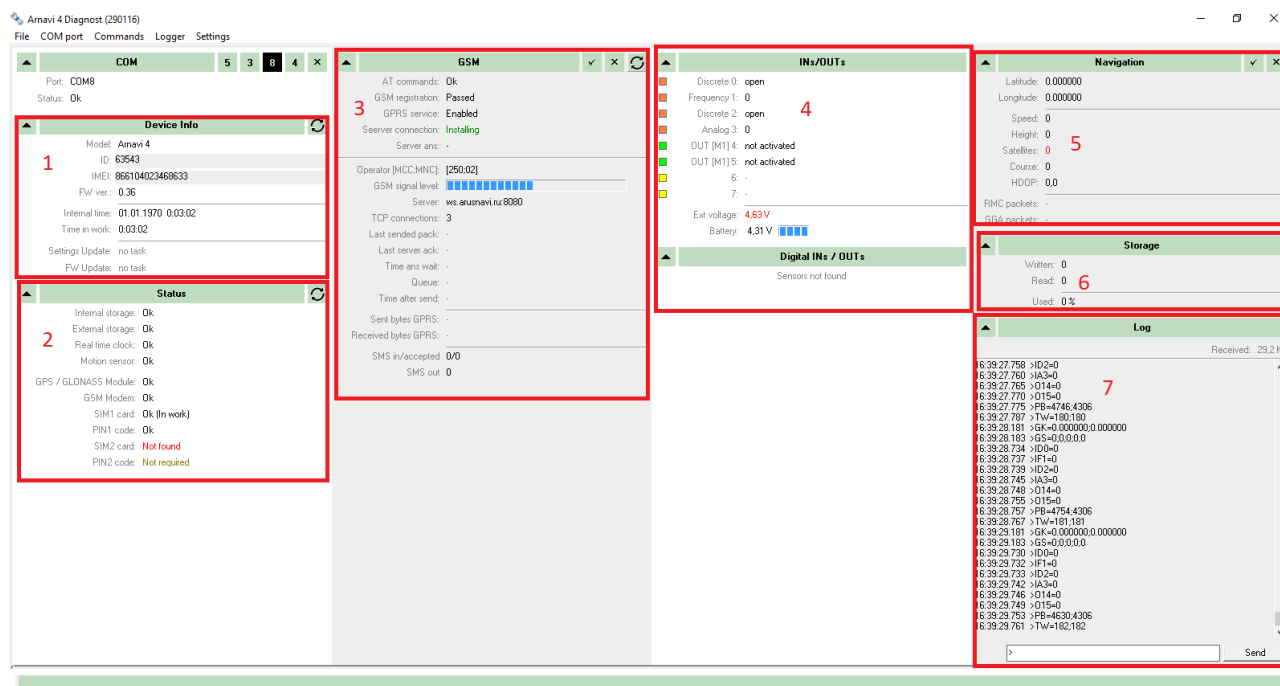 Arnavi 4 Diagnost (290116)
File COM port Commands Logger Settings
COM 5 3 8 4 ×
Port: COM8
Status: Ok
Device Info
1
Model: Arnavi 4
ID: 63543
IMEI: 866104023468633
FW ver.: 0.36
Internal time: 01.01.1970 0:03:02
Time in work: 0:03:02
Settings Update: no task
FW Update: no task
Status
2
Internal storage: Ok
External storage: Ok
Real time clock: Ok
Motion sensor: Ok
GPS / GLONASS Module: Ok
GSM Modem: Ok
SIM1 card: Ok (In work)
PIN1 code: Ok
SIM2 card: Not found
PIN2 code: Not required
GSM
3
AT commands: Ok
GSM registration: Passed
GPRS service: Enabled
Seerver connection: Installing
Server ans: -
Operator [MCC;MNC]: [250;02]
GSM signal level:
Server: ws.arusnavi.ru:8080
TCP connections: 3
Last sended pack: -
Last server ack: -
Time ans wait: -
Queue: -
Time after send: -
Sent bytes GPRS: -
Received bytes GPRS: -
SMS in/accepted 0/0
SMS out 0
INs/OUTs
4
Discrete 0: open
Frequency 1: 0
Discrete 2: open
Analog 3: 0
OUT [M1] 4: not activated
OUT [M1] 5: not activated
6: -
7: -
Ext voltage: 4,63 V
Battery: 4,31 V
Digital INs / OUTs
Sensors not found
Navigation
5
Latitude: 0.000000
Longitude: 0.000000
Speed: 0
Height: 0
Satellites: 0
Course: 0
HDOP: 0,0
RMC packets: -
GGA packets: -
Storage
6
Written: 0
Read: 0
Used: 0 %
Log
Received: 29,2 K
7
16:39:27.758 >ID2=0
16:39:27.760 >IA3=0
16:39:27.765 >O14=0
16:39:27.770 >O15=0
16:39:27.775 >PB=4746;4306
16:39:27.787 >TW=180;180
16:39:28.181 >GK=0.000000;0.000000
16:39:28.183 >GS=0;0;0;0;0
16:39:28.734 >ID0=0
16:39:28.737 >IF1=0
16:39:28.739 >ID2=0
16:39:28.745 >IA3=0
16:39:28.748 >O14=0
16:39:28.755 >O15=0
16:39:28.757 >PB=4754;4306
16:39:28.767 >TW=181;181
16:39:29.181 >GK=0.000000;0.000000
16:39:29.183 >GS=0;0;0;0;0
16:39:29.730 >ID0=0
16:39:29.732 >IF1=0
16:39:29.733 >ID2=0
16:39:29.742 >IA3=0
16:39:29.746 >O14=0
16:39:29.749 >O15=0
16:39:29.753 >PB=4630;4306
16:39:29.761 >TW=182;182
> Send